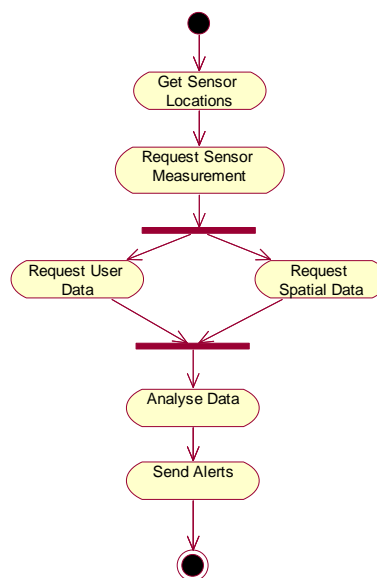 Get Sensor
Locations
Request Sensor
Measurement
Request User
Data
Request
Spatial Data
Analyse Data
Send Alerts